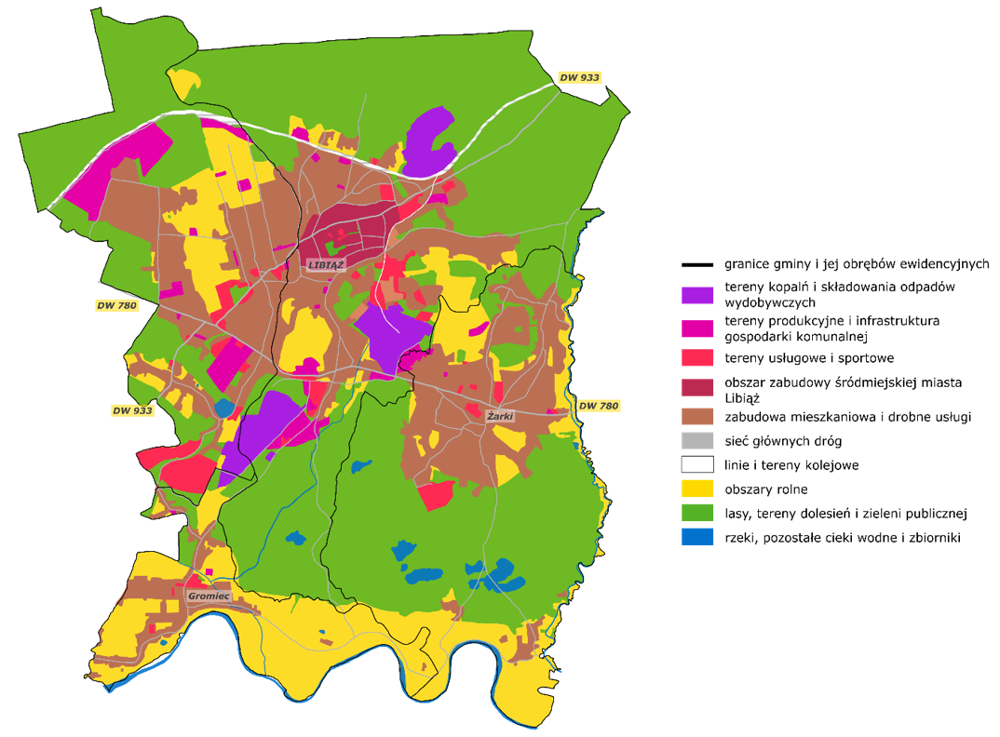 DW 933
LIBIĄŻ
DW 780
DW 933
DW 780
Żarki
Gromiec
granice gminy i jej obrębów ewidencyjnych
tereny kopalń i składowania odpadów
wydobywczych
tereny produkcyjne i infrastruktura
gospodarki komunalnej
tereny usługowe i sportowe
obszar zabudowy śródmiejskiej miasta
Libiąż
zabudowa mieszkaniowa i drobne usługi
sieć głównych dróg
linie i tereny kolejowe
obszary rolne
lasy, tereny dolesień i zieleni publicznej
rzeki, pozostałe cieki wodne i zbiorniki